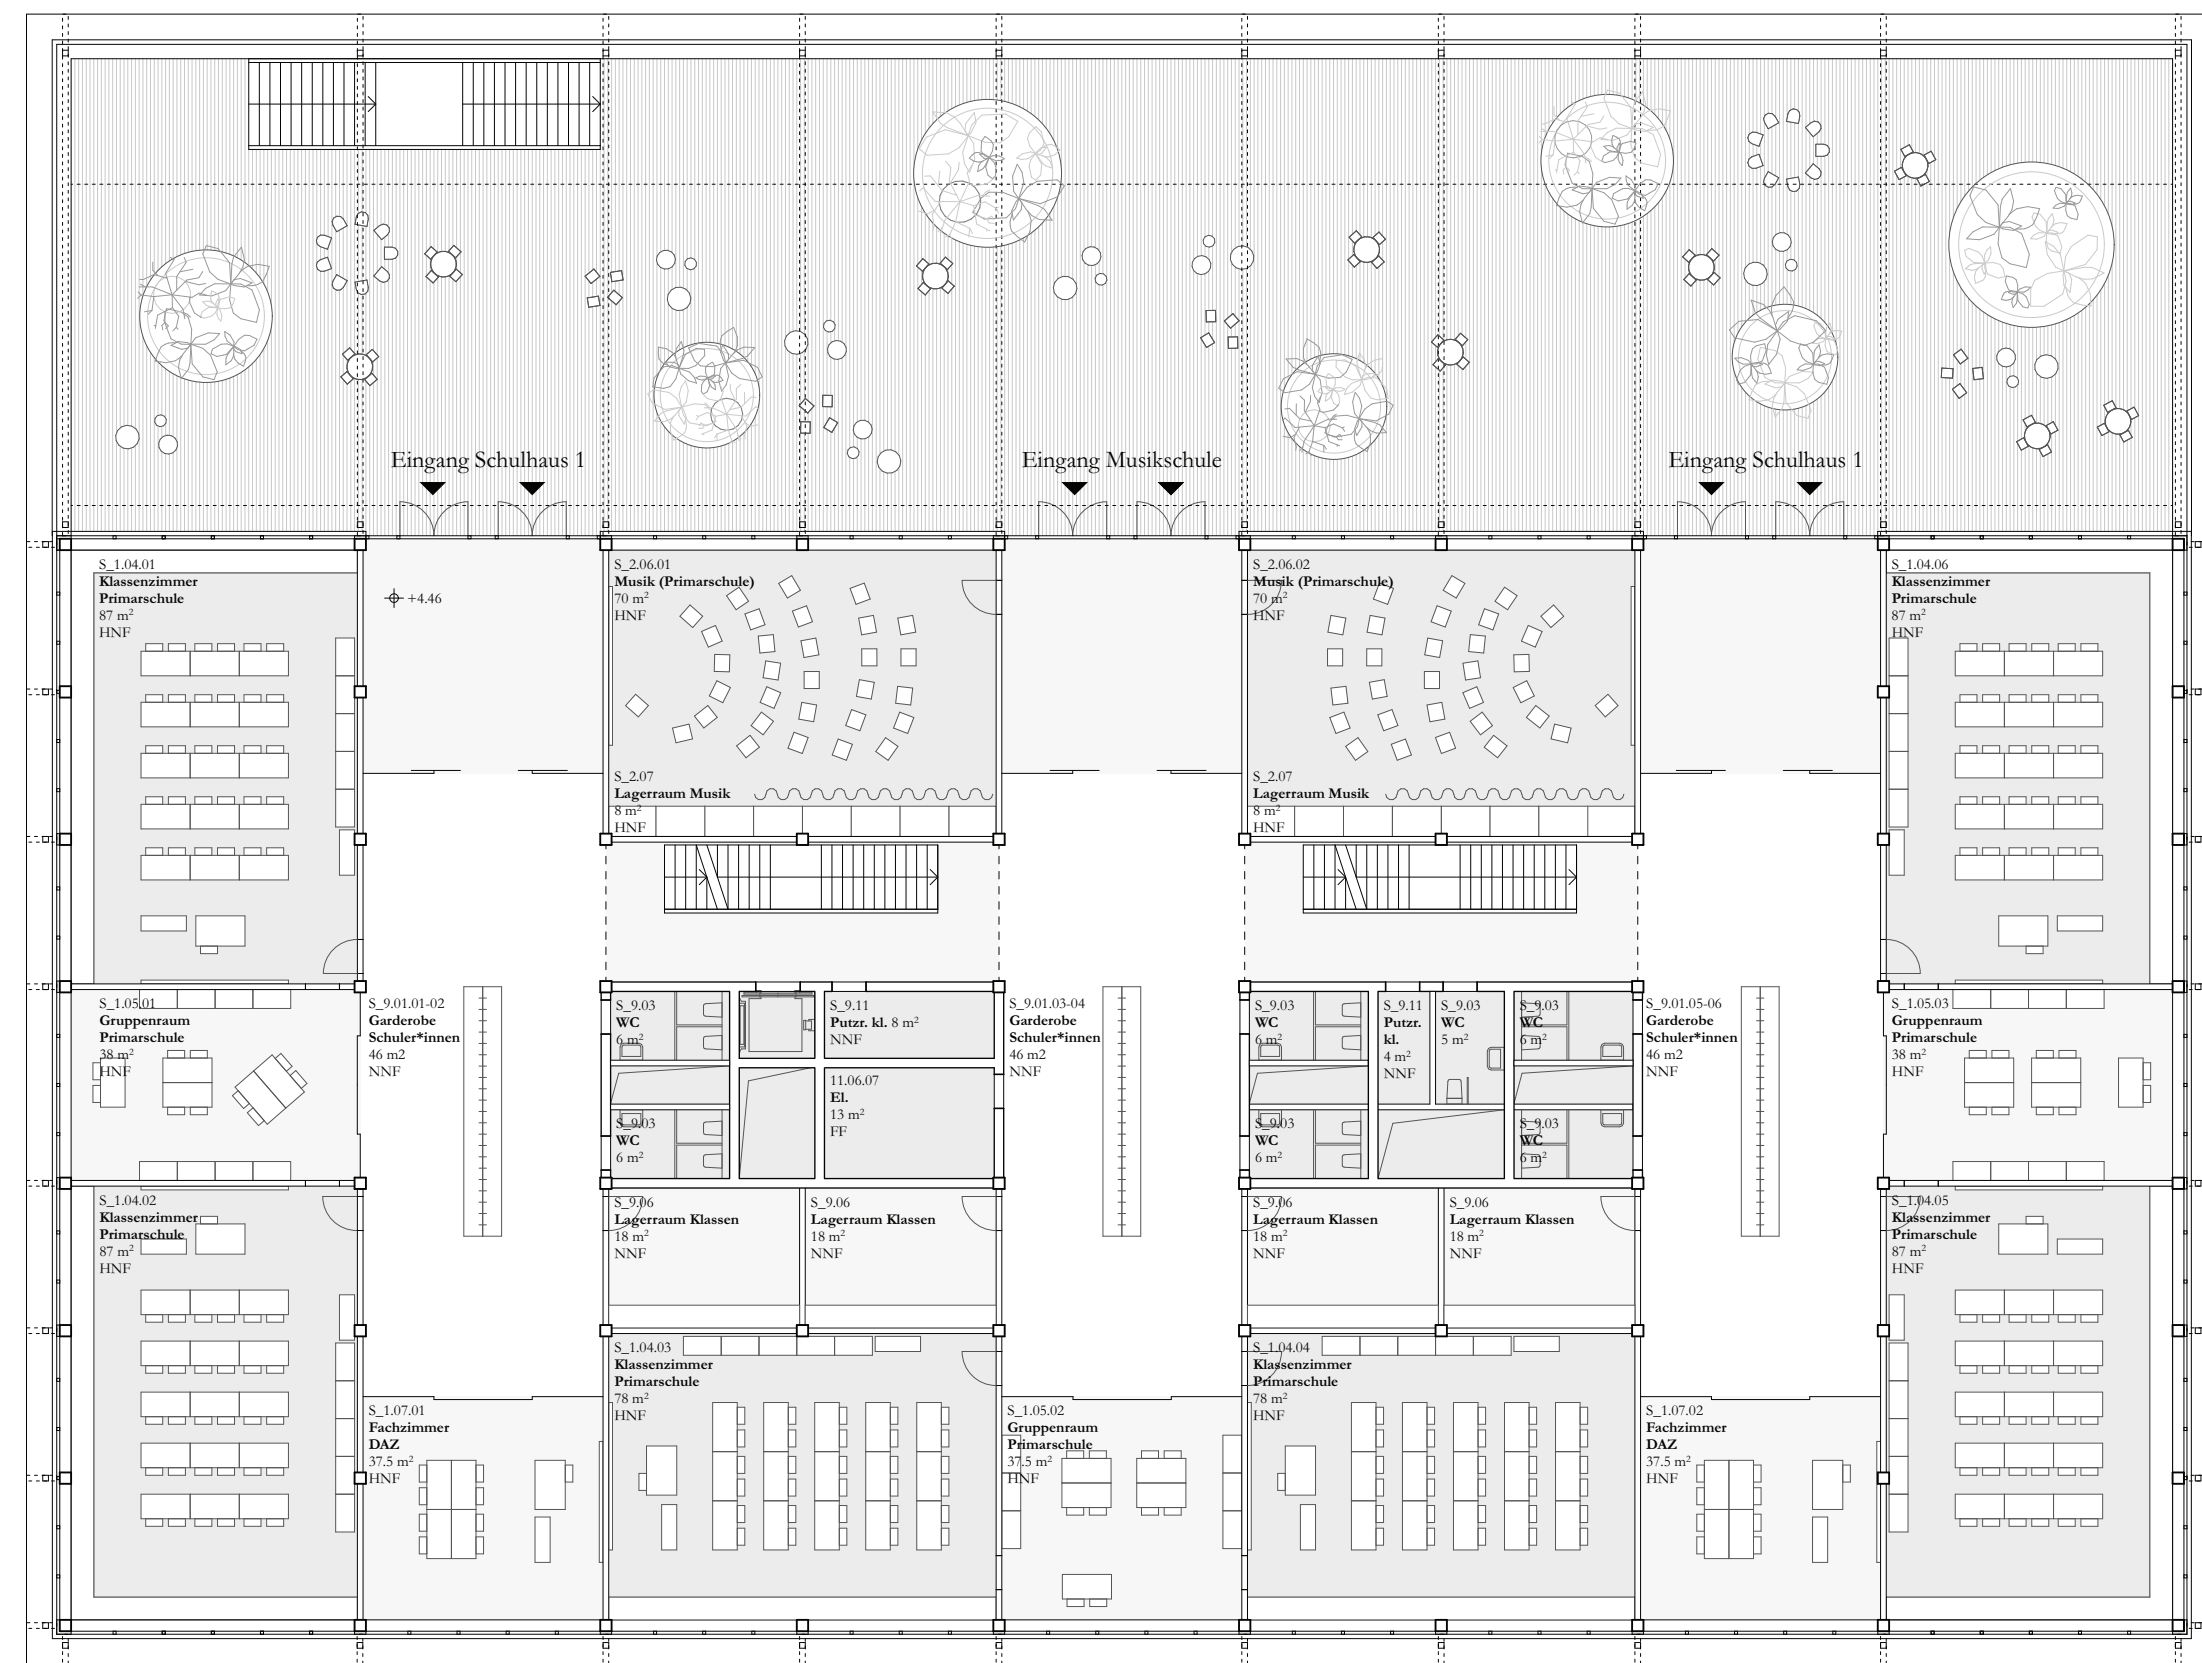 Eingang Schulhaus 1
Eingang Musikschule
Eingang Schulhaus 1
S_1.04.01
Klassenzimmer
Primarschule
87 m²
HNF
+4.46
S_2.06.01
Musik (Primarschule)
70 m²
HNF
S_2.07
Lagerraum Musik
8 m²
HNF
S_2.06.02
Musik (Primarschule)
70 m²
HNF
S_2.07
Lagerraum Musik
8 m²
HNF
S_1.04.06
Klassenzimmer
Primarschule
87 m²
HNF
S_1.05.01
Gruppenraum
Primarschule
38 m²
HNF
S_9.01.01-02
Garderobe
Schuler*innen
46 m2
NNF
S_9.03
WC
6 m²
S_9.11
Putzr. kl. 8 m²
NNF
11.06.07
El.
13 m²
FF
S_9.03
WC
6 m²
S_9.01.03-04
Garderobe
Schuler*innen
46 m2
NNF
S_9.03
WC
6 m²
S_9.11
Putzr.
kl.
4 m²
NNF
S_9.03
WC
5 m²
S_9.03
WC
6 m²
S_9.03
WC
6 m²
S_9.03
WC
6 m²
S_9.01.05-06
Garderobe
Schuler*innen
46 m2
NNF
S_1.05.03
Gruppenraum
Primarschule
38 m²
HNF
S_1.04.02
Klassenzimmer
Primarschule
87 m²
HNF
S_9.06
Lagerraum Klassen
18 m²
NNF
S_9.06
Lagerraum Klassen
18 m²
NNF
S_9.06
Lagerraum Klassen
18 m²
NNF
S_9.06
Lagerraum Klassen
18 m²
NNF
S_1.04.05
Klassenzimmer
Primarschule
87 m²
HNF
S_1.07.01
Fachzimmer
DAZ
37.5 m²
HNF
S_1.04.03
Klassenzimmer
Primarschule
78 m²
HNF
S_1.05.02
Gruppenraum
Primarschule
37.5 m²
HNF
S_1.04.04
Klassenzimmer
Primarschule
78 m²
HNF
S_1.07.02
Fachzimmer
DAZ
37.5 m²
HNF